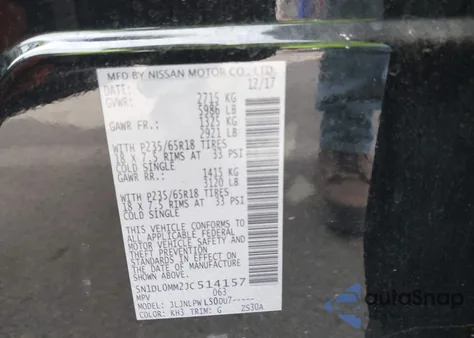 MFD BY NISSAN MOTOR CO., LTD.
DATE: 12/17
GVWR: 2715 KG
5986 LB
GAWR FR: 1325 KG
2921 LB
WITH P235/65R18 TIRES
18 X 7.5 RIMS AT 33 PSI
COLD SINGLE
GAWR RR: 1415 KG
3120 LB
WITH P235/65R18 TIRES
18 X 7.5 RIMS AT 33 PSI
COLD SINGLE
THIS VEHICLE CONFORMS TO
ALL APPLICABLE FEDERAL
MOTOR VEHICLE SAFETY AND
THEFT PREVENTION
STANDARDS IN EFFECT ON
THE DATE OF MANUFACTURE
SHOWN ABOVE.
5N1DL0MM2JC514157
MPV 063
MODEL: JLJNLPW LSO0U7-----
COLOR: KH3 TRIM: G 2S30A
AutoSnap